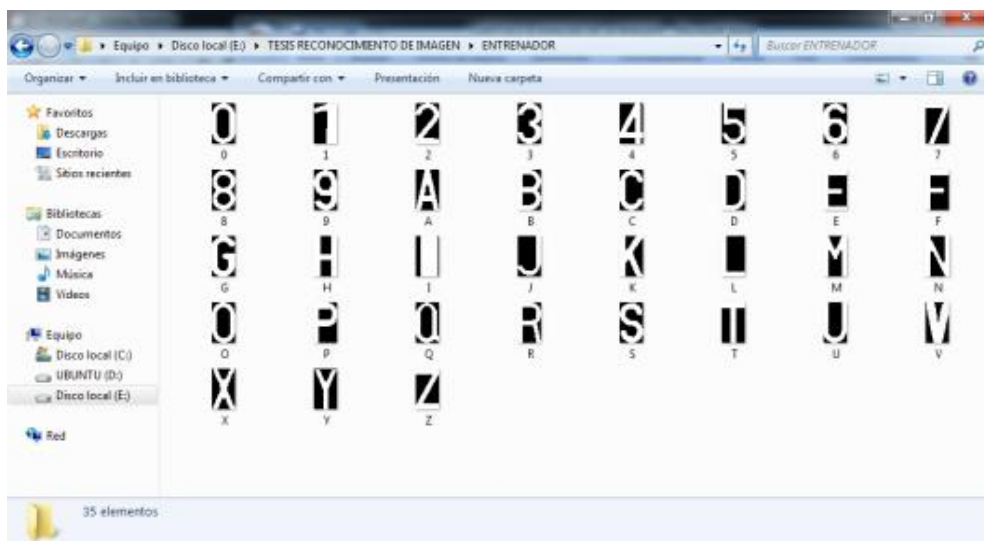 Equipo ▸ Disco local (E:) ▸ TESIS RECONOCIMIENTO DE IMAGEN ▸ ENTRENADOR
Buscar ENTRENADOR
Organizar Incluir en biblioteca Compartir con Presentación Nueva carpeta
Favoritos
Descargas
Escritorio
Sitios recientes
Bibliotecas
Documentos
Imágenes
Música
Videos
Equipo
Disco local (C:)
UBUNTU (D:)
Disco local (E:)
Red
0 1 2 3 4 5 6 7
0 1 2 3 4 5 6 7
8 9 A B C D E F
8 9 A B C D E F
G H I J K L M N
G H I J K L M N
O P Q R S T U V
O P Q R S T U V
X Y Z
X Y Z
35 elementos